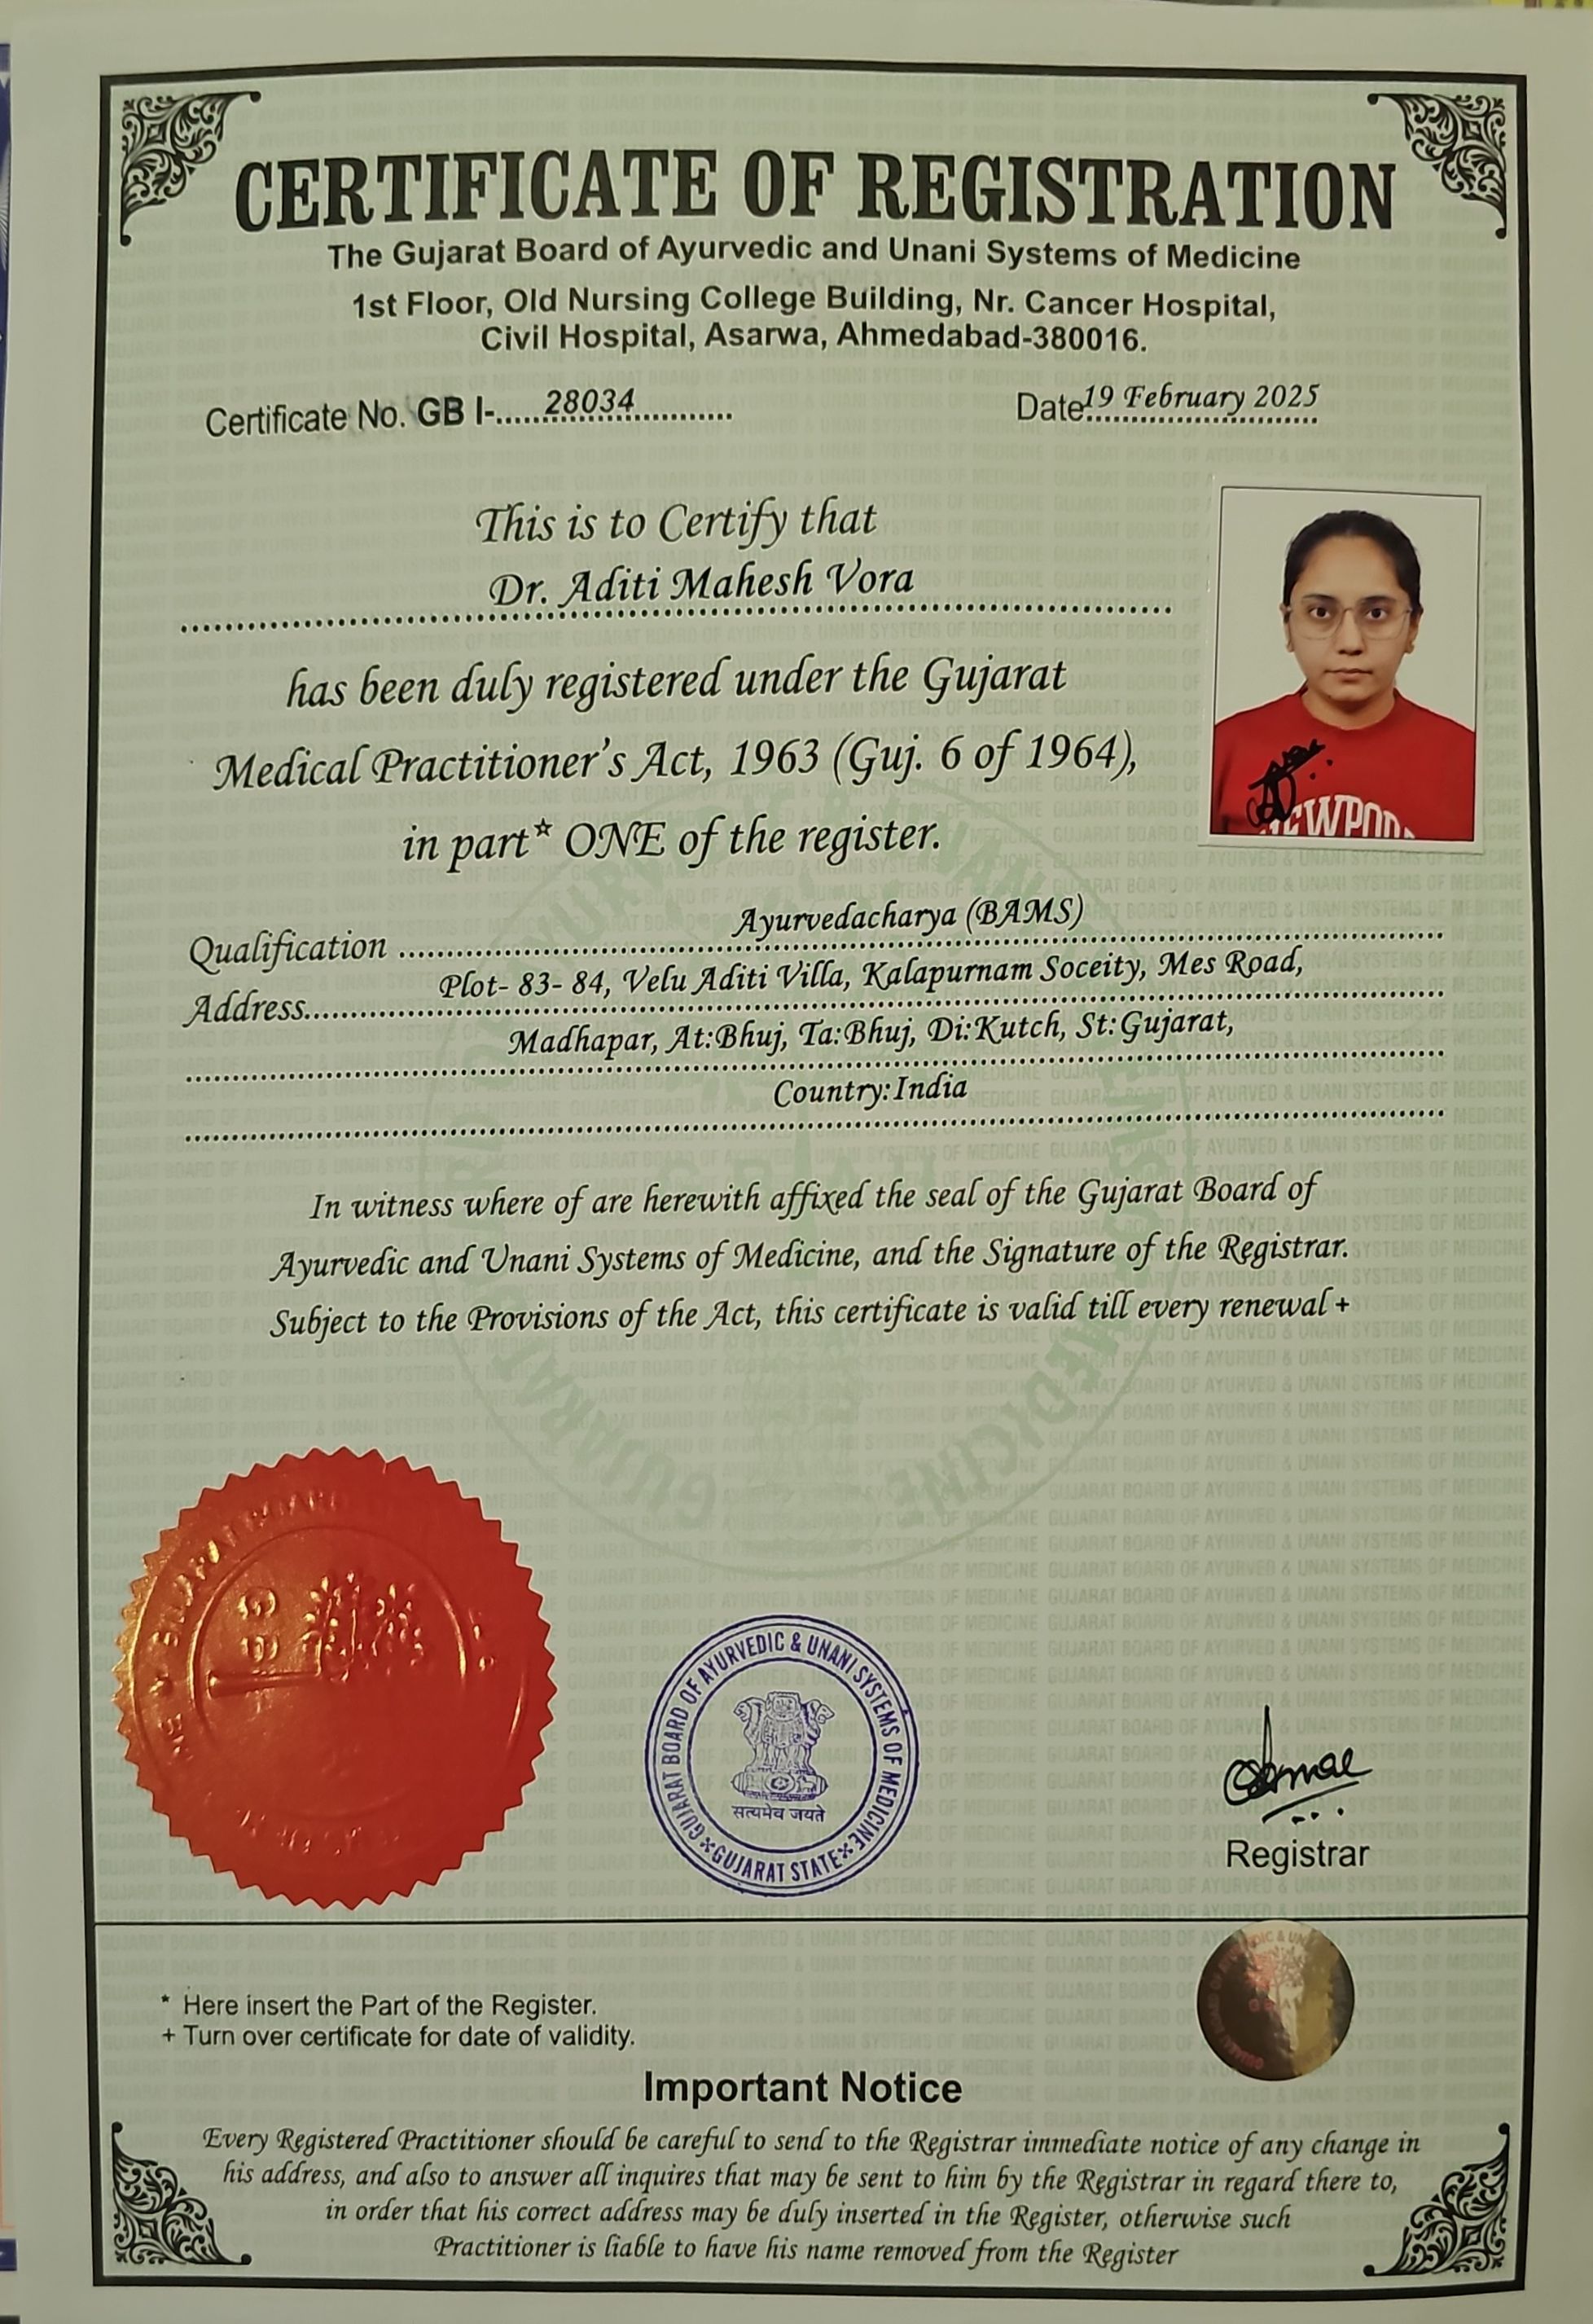 CERTIFICATE OF REGISTRATION
The Gujarat Board of Ayurvedic and Unani Systems of Medicine
1st Floor, Old Nursing College Building, Nr. Cancer Hospital,
Civil Hospital, Asarwa, Ahmedabad-380016.
Certificate No. GB I-......28034.............
Date 19 February 2025
This is to Certify that
Dr. Aditi Mahesh Vora
has been duly registered under the Gujarat
Medical Practitioner's Act, 1963 (Guj. 6 of 1964),
in part* ONE of the register.
Qualification Ayurvedacharya (BAMS)
Address Plot- 83- 84, Velu Aditi Villa, Kalapurnam Soceity, Mes Road,
Madhapar, At:Bhuj, Ta:Bhuj, Di:Kutch, St:Gujarat,
Country:India
In witness where of are herewith affixed the seal of the Gujarat Board of
Ayurvedic and Unani Systems of Medicine, and the Signature of the Registrar.
Subject to the Provisions of the Act, this certificate is valid till every renewal +
GUJARAT BOARD OF AYURVEDIC & UNANI SYSTEMS OF MEDICINE
सत्यमेव जयते
GUJARAT STATE
Registrar
* Here insert the Part of the Register.
+ Turn over certificate for date of validity.
Important Notice
Every Registered Practitioner should be careful to send to the Registrar immediate notice of any change in
his address, and also to answer all inquires that may be sent to him by the Registrar in regard there to,
in order that his correct address may be duly inserted in the Register, otherwise such
Practitioner is liable to have his name removed from the Register